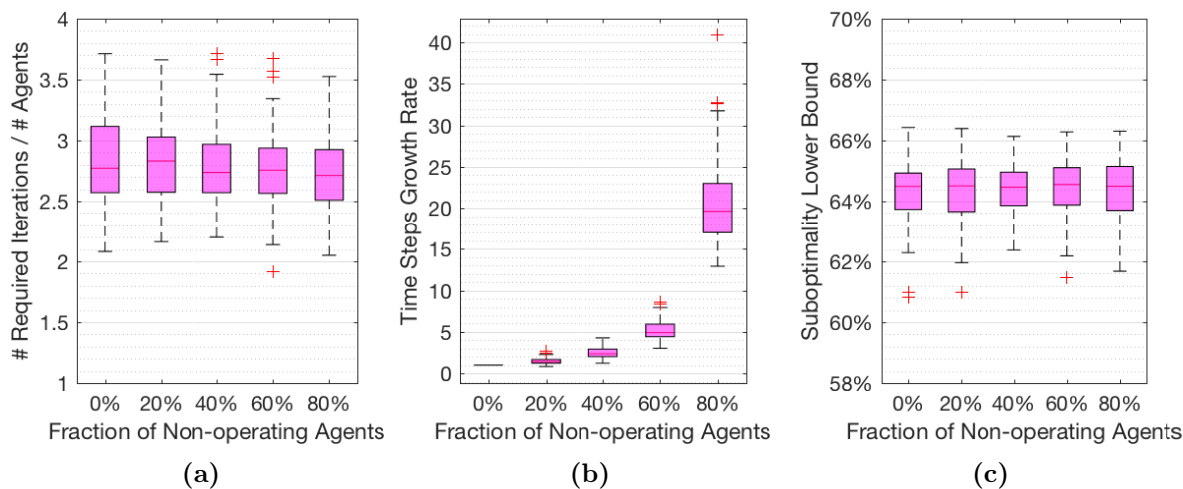 # Required Iterations / # Agents
4
3.5
3
2.5
2
1.5
1
0% 20% 40% 60% 80%
Fraction of Non-operating Agents
(a)
Time Steps Growth Rate
40
35
30
25
20
15
10
5
0
0% 20% 40% 60% 80%
Fraction of Non-operating Agents
(b)
Suboptimality Lower Bound
70%
68%
66%
64%
62%
60%
58%
0% 20% 40% 60% 80%
Fraction of Non-operating Agents
(c)